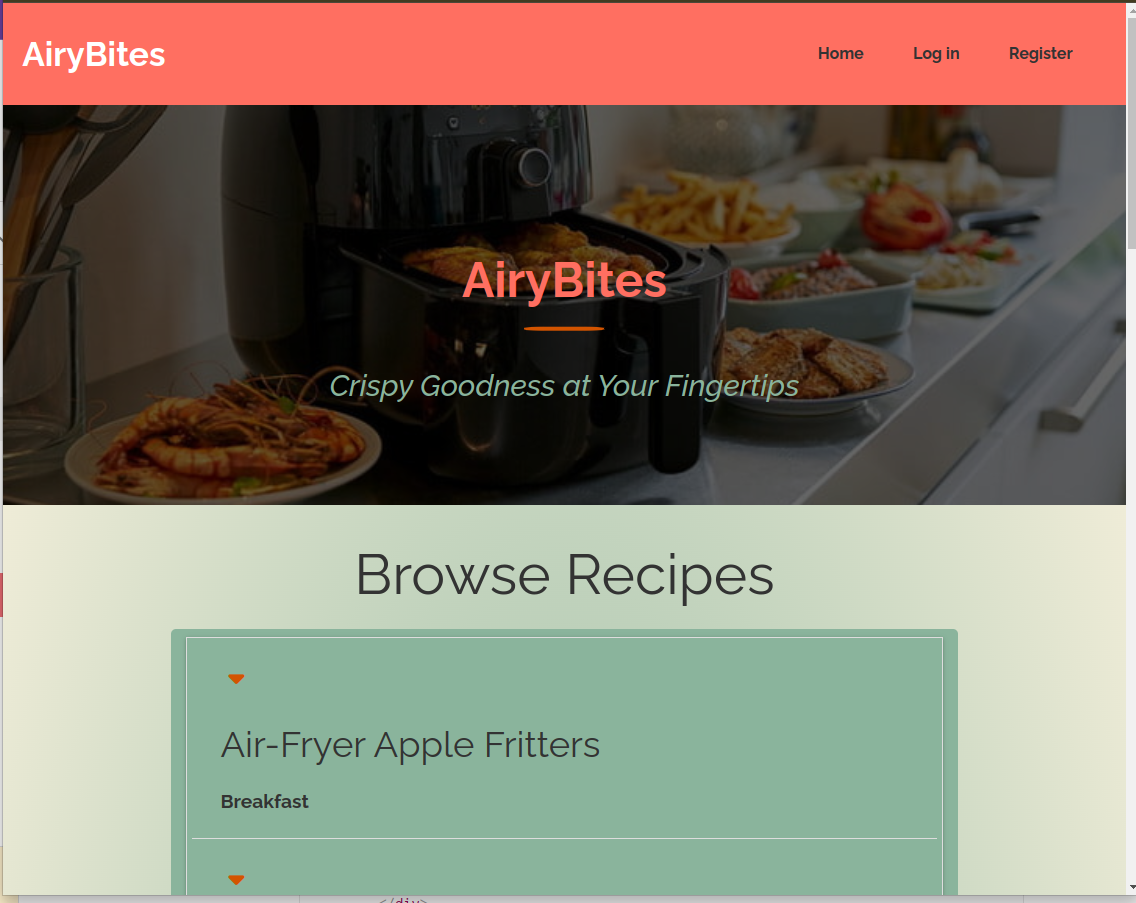 AiryBites
Home Log in Register
AiryBites
Crispy Goodness at Your Fingertips
Browse Recipes
Air-Fryer Apple Fritters
Breakfast
</div>